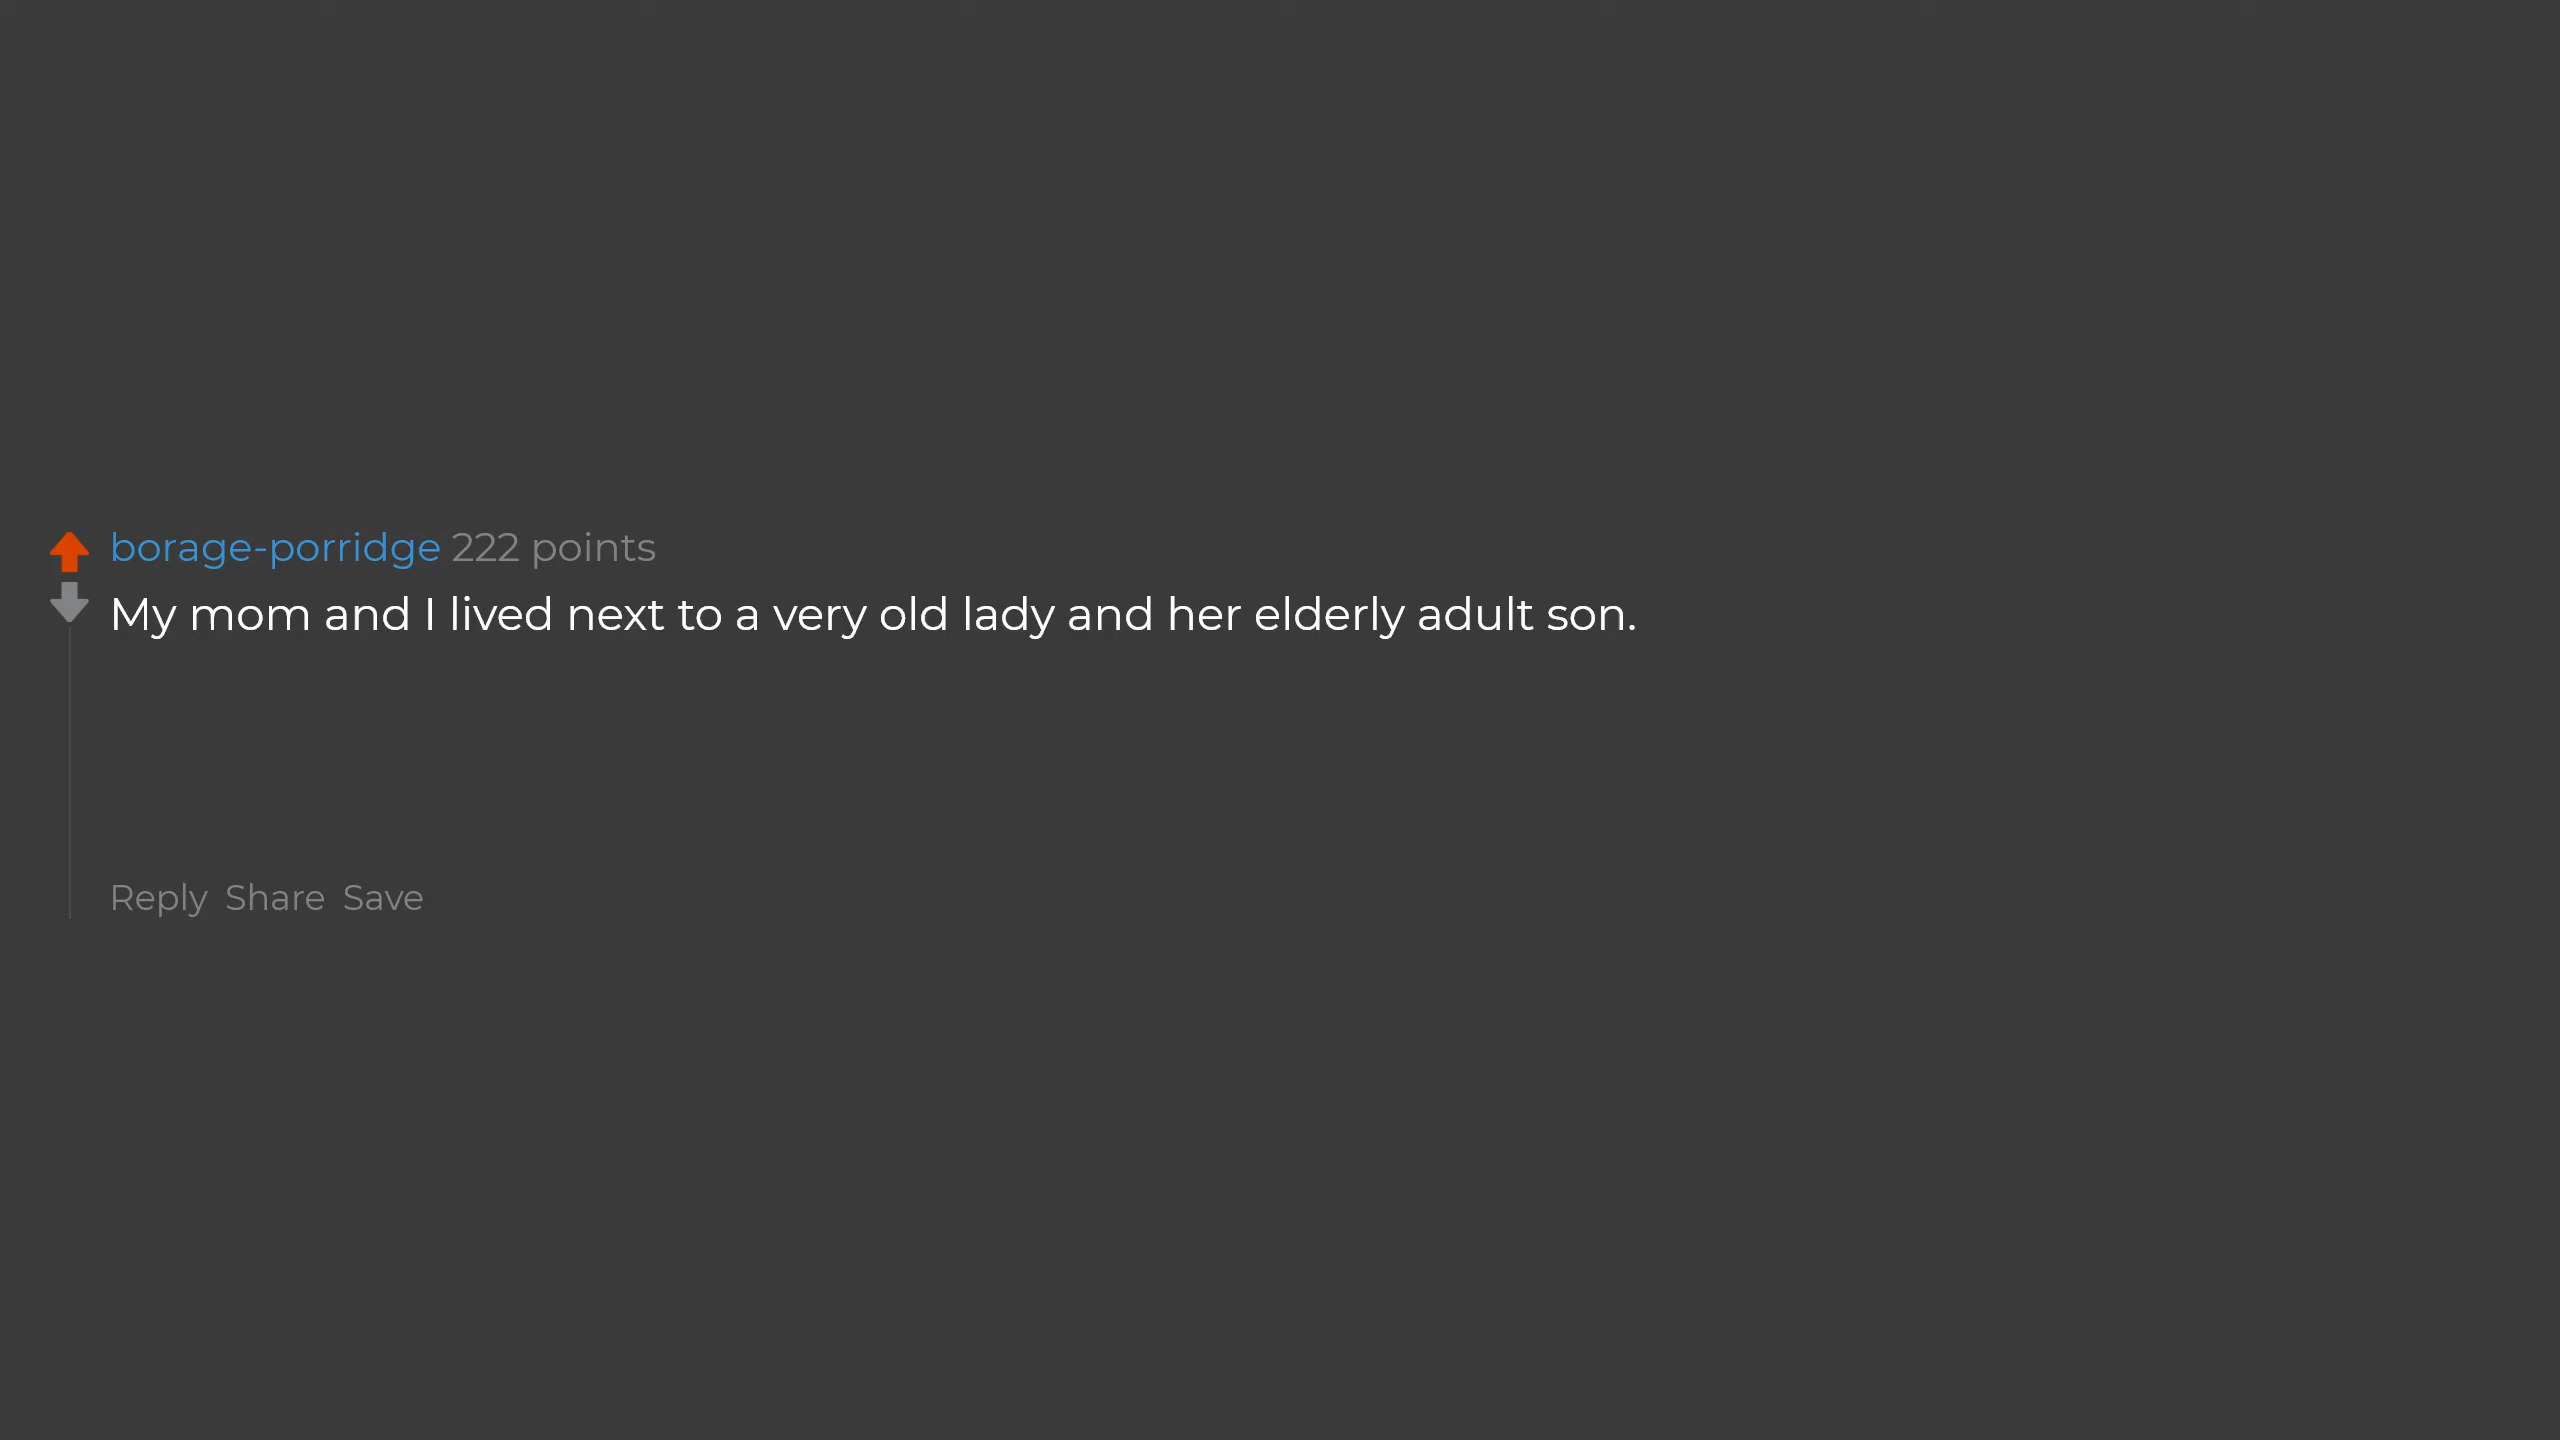 borage-porridge 222 points
My mom and I lived next to a very old lady and her elderly adult son.
Reply Share Save